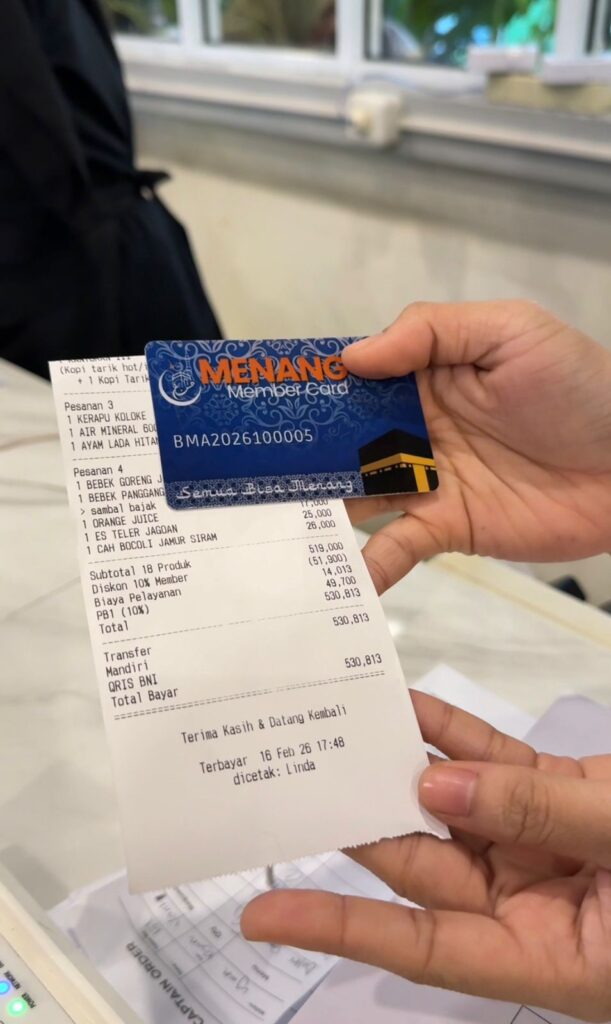 (Kopi tarik hot/i
+ 1 Kopi Tarik
Pesanan 3
1 KERAPU KOLOKE
1 AIR MINERAL 600
1 AYAM LADA HITAM
Pesanan 4
1 BEBEK GORENG J
1 BEBEK PANGGANG
> sambal bajak
1 ORANGE JUICE 17,000
1 ES TELER JAGOAN 25,000
1 CAH BOCOLI JAMUR SIRAM 26,000
Subtotal 18 Produk 519,000
Diskon 10% Member (51,900)
Biaya Pelayanan 14,013
PB1 (10%) 49,700
Total 530,813
Transfer 530,813
Mandiri
QRIS BNI
Total Bayar 530,813
Terima Kasih & Datang Kembali
Terbayar 16 Feb 26 17:48
dicetak: Linda
MENANG
Member Card
BMA2026100005
Semua Bisa Menang
CAPTAIN ORDER
POWER